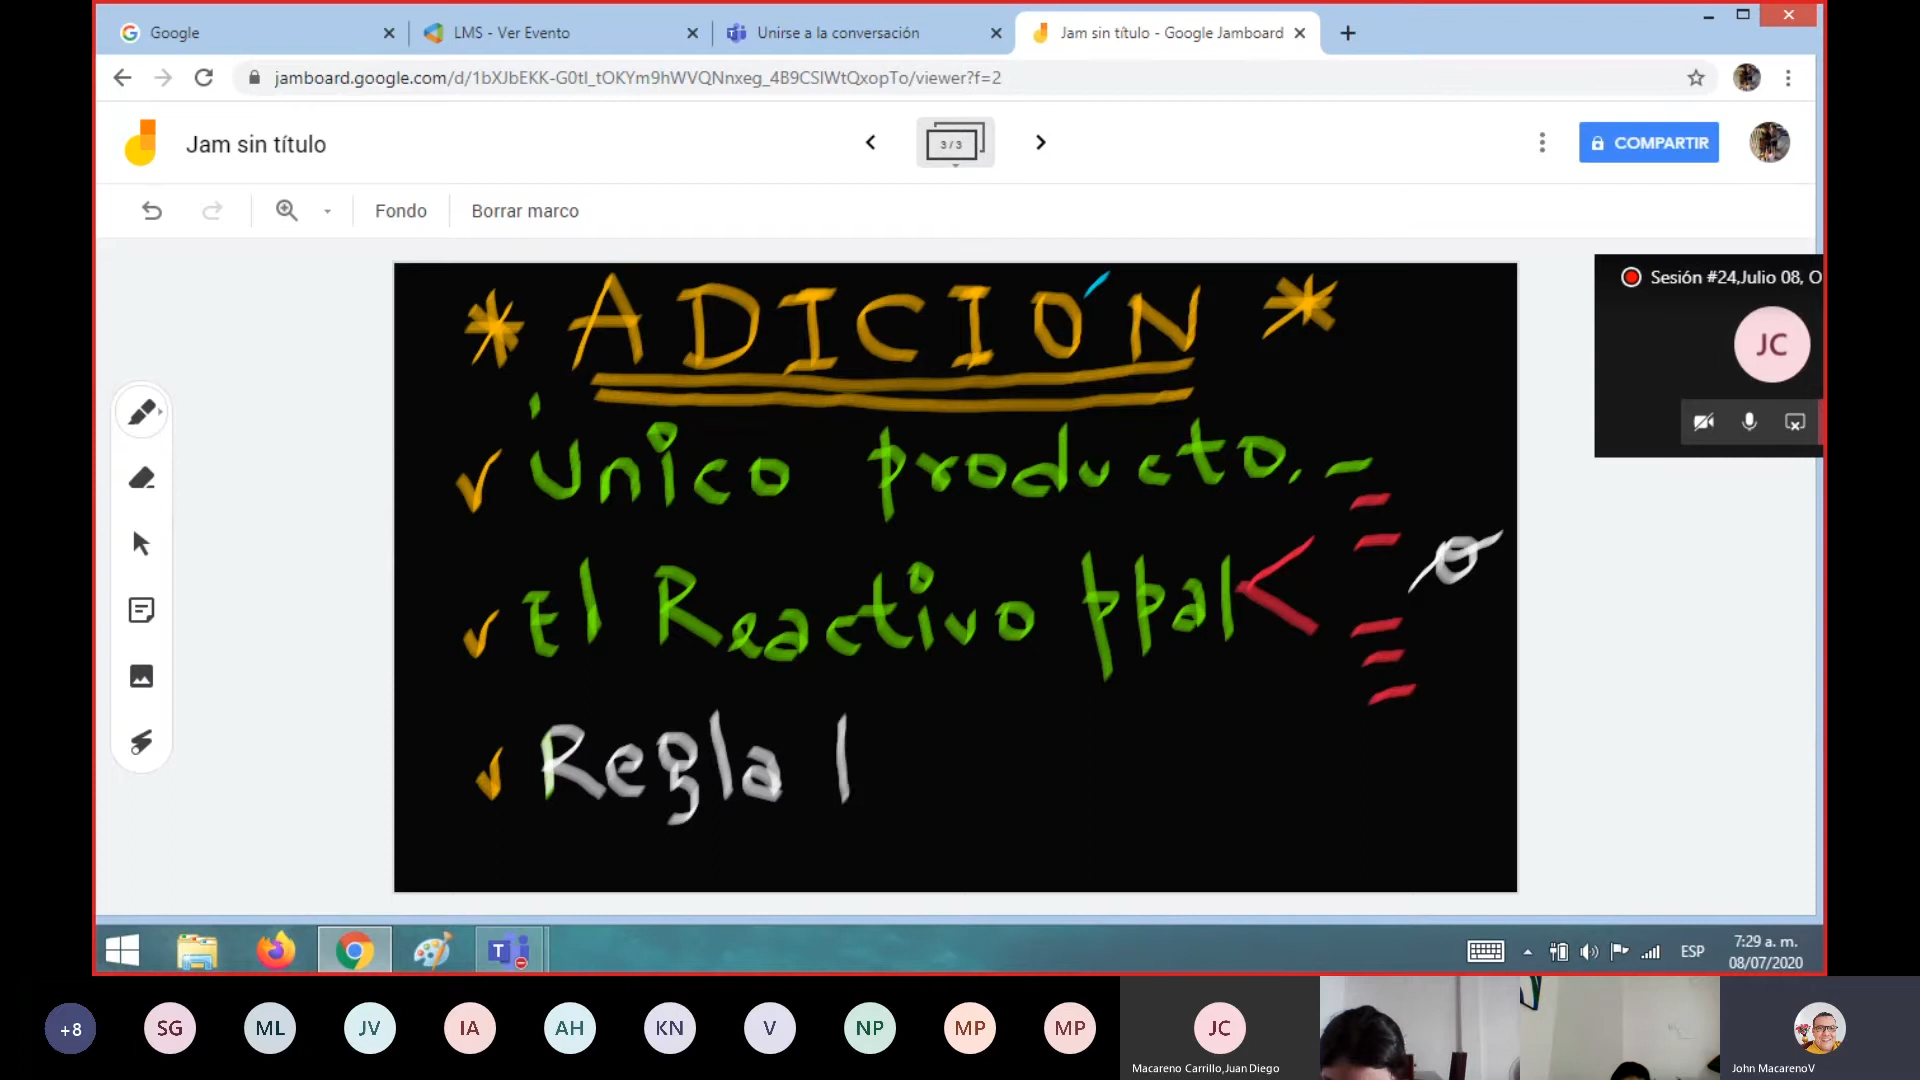 Google
LMS - Ver Evento
Unirse a la conversación
Jam sin título - Google Jamboard
jamboard.google.com/d/1bXJbEKK-G0tI_tOKYm9hWVQNnxeg_4B9CSIWtQxopTo/viewer?f=2
Jam sin título
3 / 3
COMPARTIR
Fondo
Borrar marco
* ADICIÓN *
Único producto. -
El Reactivo ppal <
Regla 1
Sesión #24,Julio 08, O
JC
T
ESP
7:29 a. m.
08/07/2020
+8
SG
ML
JV
IA
AH
KN
V
NP
MP
MP
JC
Macareno Carrillo,Juan Diego
John MacarenoV